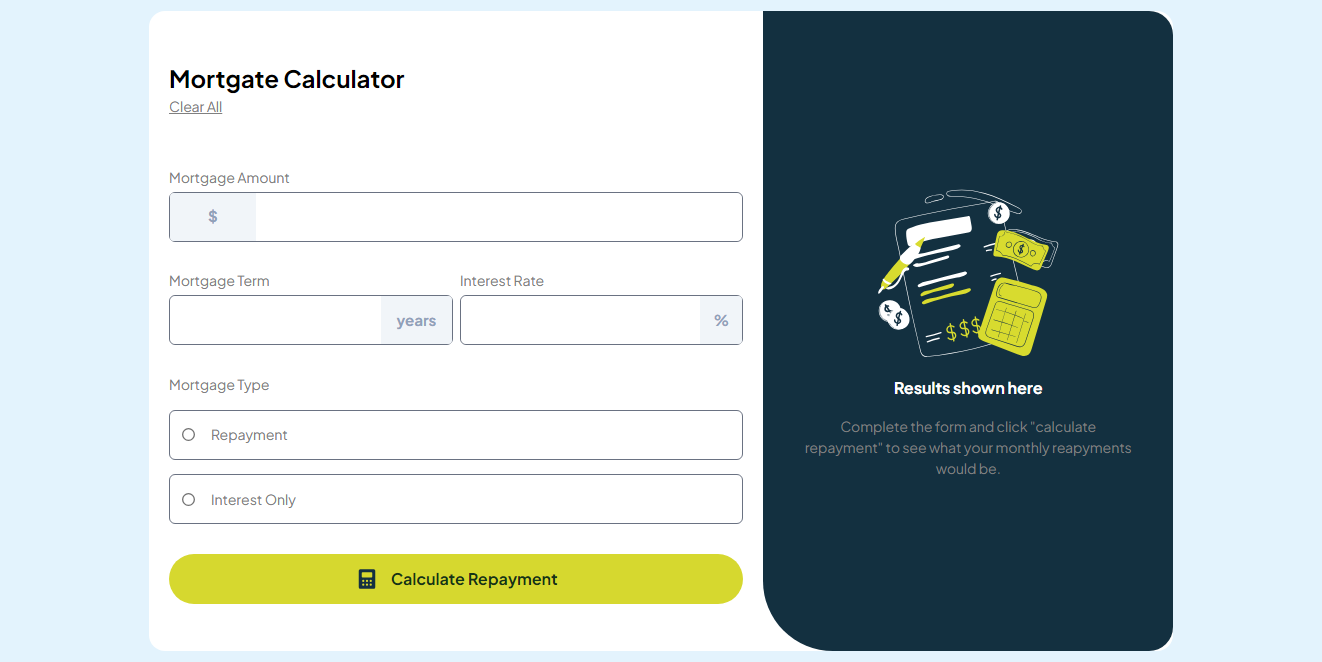 Mortgate Calculator
Clear All
Mortgage Amount
$
Mortgage Term
Interest Rate
years
%
Mortgage Type
Repayment
Interest Only
Calculate Repayment
$
$
$
$
$$$
Results shown here
Complete the form and click "calculate
repayment" to see what your monthly reapyments
would be.